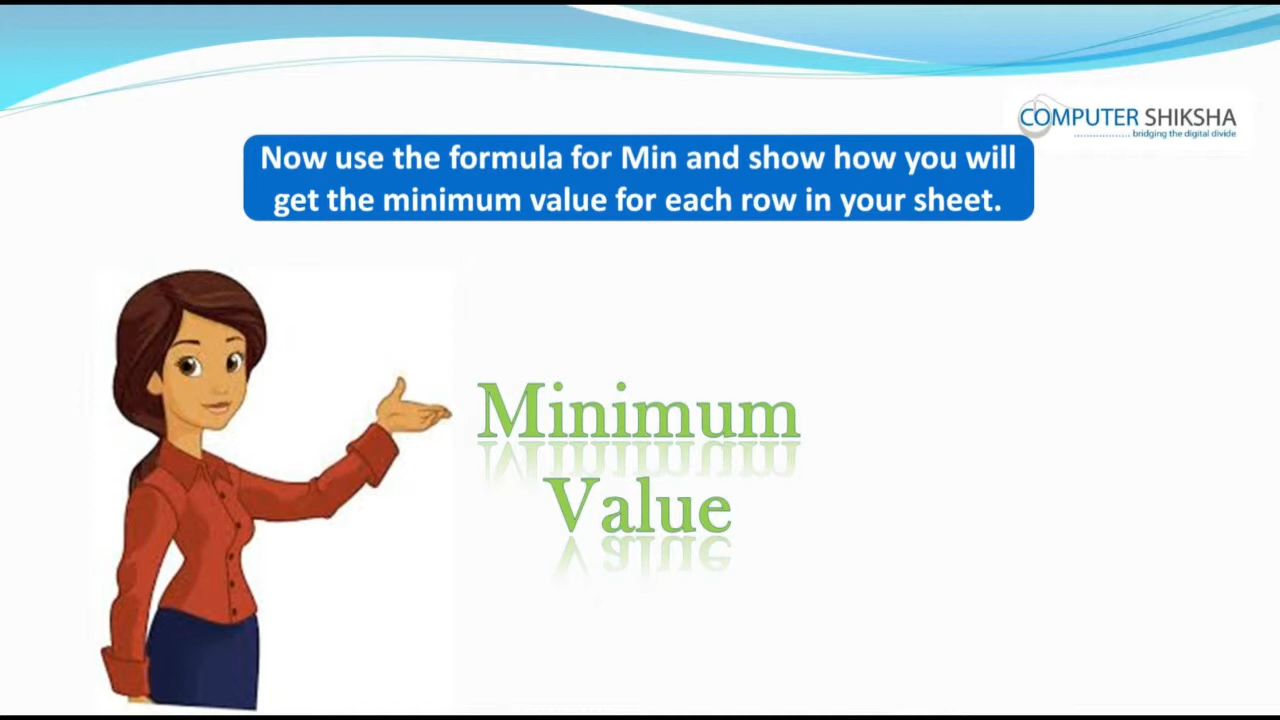 COMPUTER SHIKSHA
bridging the digital divide
Now use the formula for Min and show how you will
get the minimum value for each row in your sheet.
Minimum
Value